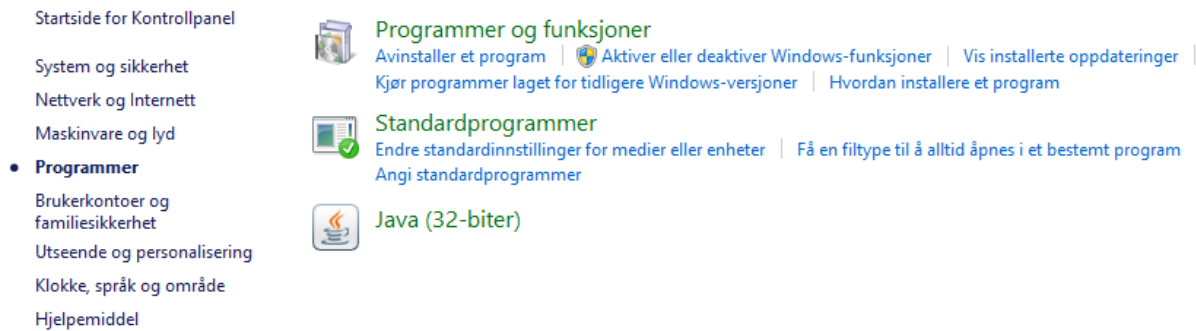 Startside for Kontrollpanel
System og sikkerhet
Nettverk og Internett
Maskinvare og lyd
Programmer
Brukerkontoer og
familiesikkerhet
Utseende og personalisering
Klokke, språk og område
Hjelpemiddel
Programmer og funksjoner
Avinstaller et program
Aktiver eller deaktiver Windows-funksjoner
Vis installerte oppdateringer
Kjør programmer laget for tidligere Windows-versjoner
Hvordan installere et program
Standardprogrammer
Endre standardinnstillinger for medier eller enheter
Få en filtype til å alltid åpnes i et bestemt program
Angi standardprogrammer
Java (32-biter)